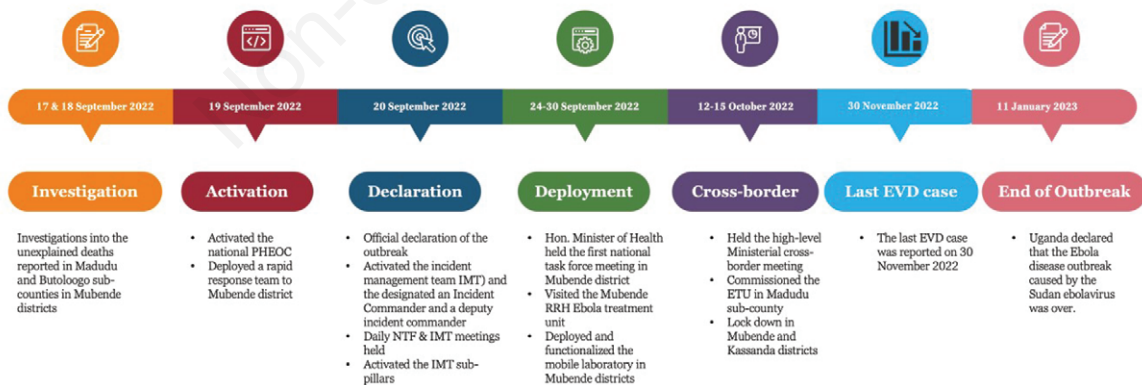 17 & 18 September 2022
19 September 2022
20 September 2022
24-30 September 2022
12-15 October 2022
30 November 2022
11 January 2023
Investigation
Activation
Declaration
Deployment
Cross-border
Last EVD case
End of Outbreak
Investigations into the
unexplained deaths
reported in Madudu
and Butoloogo sub-
counties in Mubende
districts
• Activated the
national PHEOC
• Deployed a rapid
response team to
Mubende district
• Official declaration of the
outbreak
• Activated the incident
management team IMT) and
the designated an Incident
Commander and a deputy
incident commander
• Daily NTF & IMT meetings
held
• Activated the IMT sub-
pillars
• Hon. Minister of Health
held the first national
task force meeting in
Mubende district
• Visited the Mubende
RRH Ebola treatment
unit
• Deployed and
functionalized the
mobile laboratory in
Mubende districts
• Held the high-level
Ministerial cross-
border meeting
• Commissioned the
ETU in Madudu
sub-county
• Lock down in
Mubende and
Kassanda districts
• The last EVD case
was reported on 30
November 2022
• Uganda declared
that the Ebola
disease outbreak
caused by the
Sudan ebolavirus
was over.